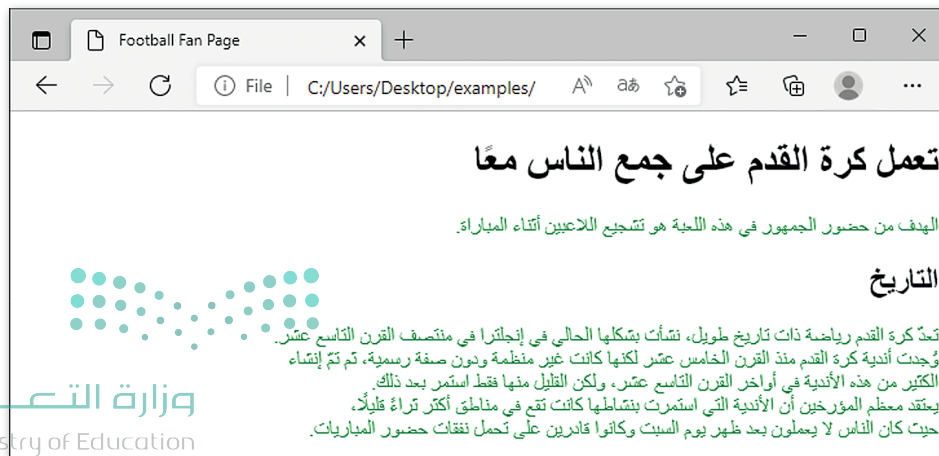 Football Fan Page
File
C:/Users/Desktop/examples/
تعمل كرة القدم على جمع الناس معًا
الهدف من حضور الجمهور في هذه اللعبة هو تشجيع اللاعبين أثناء المباراة.
التاريخ
تعدّ كرة القدم رياضة ذات تاريخ طويل، نشأت بشكلها الحالي في إنجلترا في منتصف القرن التاسع عشر.
وُجدت أندية كرة القدم منذ القرن الخامس عشر لكنها كانت غير منظمة ودون صفة رسمية، ثم تمّ إنشاء
الكثير من هذه الأندية في أواخر القرن التاسع عشر، ولكن القليل منها فقط استمر بعد ذلك.
يعتقد معظم المؤرخين أن الأندية التي استمرت بنشاطها كانت تقع في مناطق أكثر ثراءً قليلًا،
حيث كان الناس لا يعملون بعد ظهر يوم السبت وكانوا قادرين على تحمل نفقات حضور المباريات.
وزارة التعـ
stry of Education